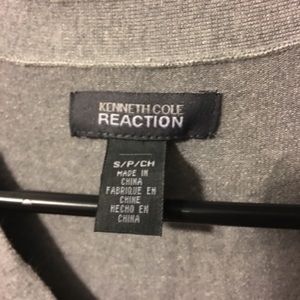 KENNETH COLE
REACTION
S/P/CH
MADE IN
CHINA
FABRIQUE EN
CHINE
HECHO EN
CHINA